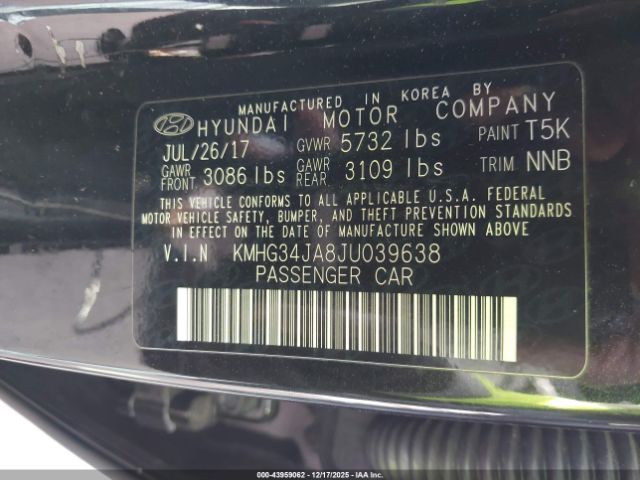 MANUFACTURED IN KOREA BY
HYUNDAI MOTOR COMPANY
JUL/26/17 GVWR 5732 lbs PAINT T5K
GAWR FRONT 3086 lbs GAWR REAR 3109 lbs TRIM NNB
THIS VEHICLE CONFORMS TO ALL APPLICABLE U.S.A. FEDERAL
MOTOR VEHICLE SAFETY, BUMPER, AND THEFT PREVENTION STANDARDS
IN EFFECT ON THE DATE OF MANUFACTURE SHOWN ABOVE
V.I.N KMHG34JA8JU039638
PASSENGER CAR
000-43959062 - 12/17/2025 - IAAI.COM